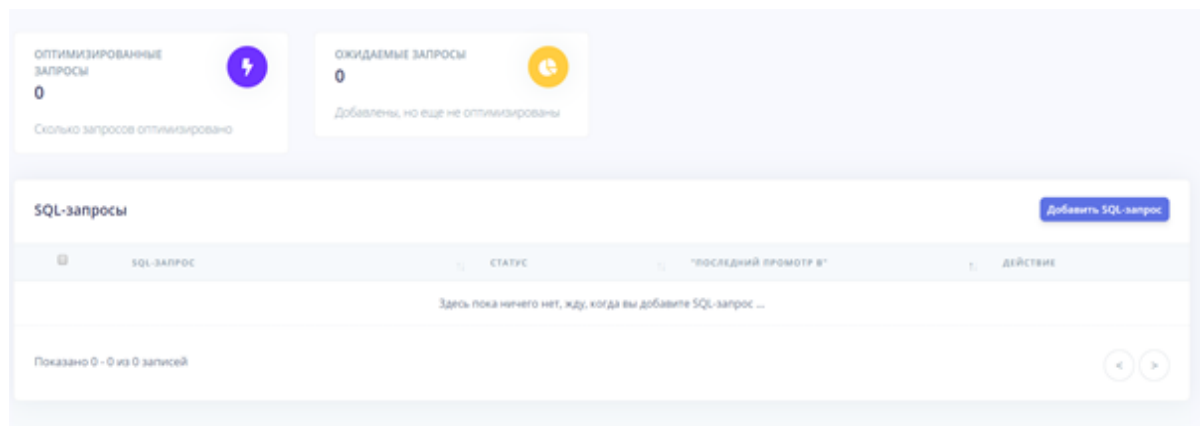 ОПТИМИЗИРОВАННЫЕ
ЗАПРОСЫ
0
Сколько запросов оптимизировано
ОЖИДАЕМЫЕ ЗАПРОСЫ
0
Добавлены, но еще не оптимизированы
SQL-запросы
Добавить SQL-запрос
SQL-ЗАПРОС
СТАТУС
"ПОСЛЕДНИЙ ПРОМОТР В"
ДЕЙСТВИЕ
Здесь пока ничего нет, жду, когда вы добавите SQL-запрос ...
Показано 0 - 0 из 0 записей
< >